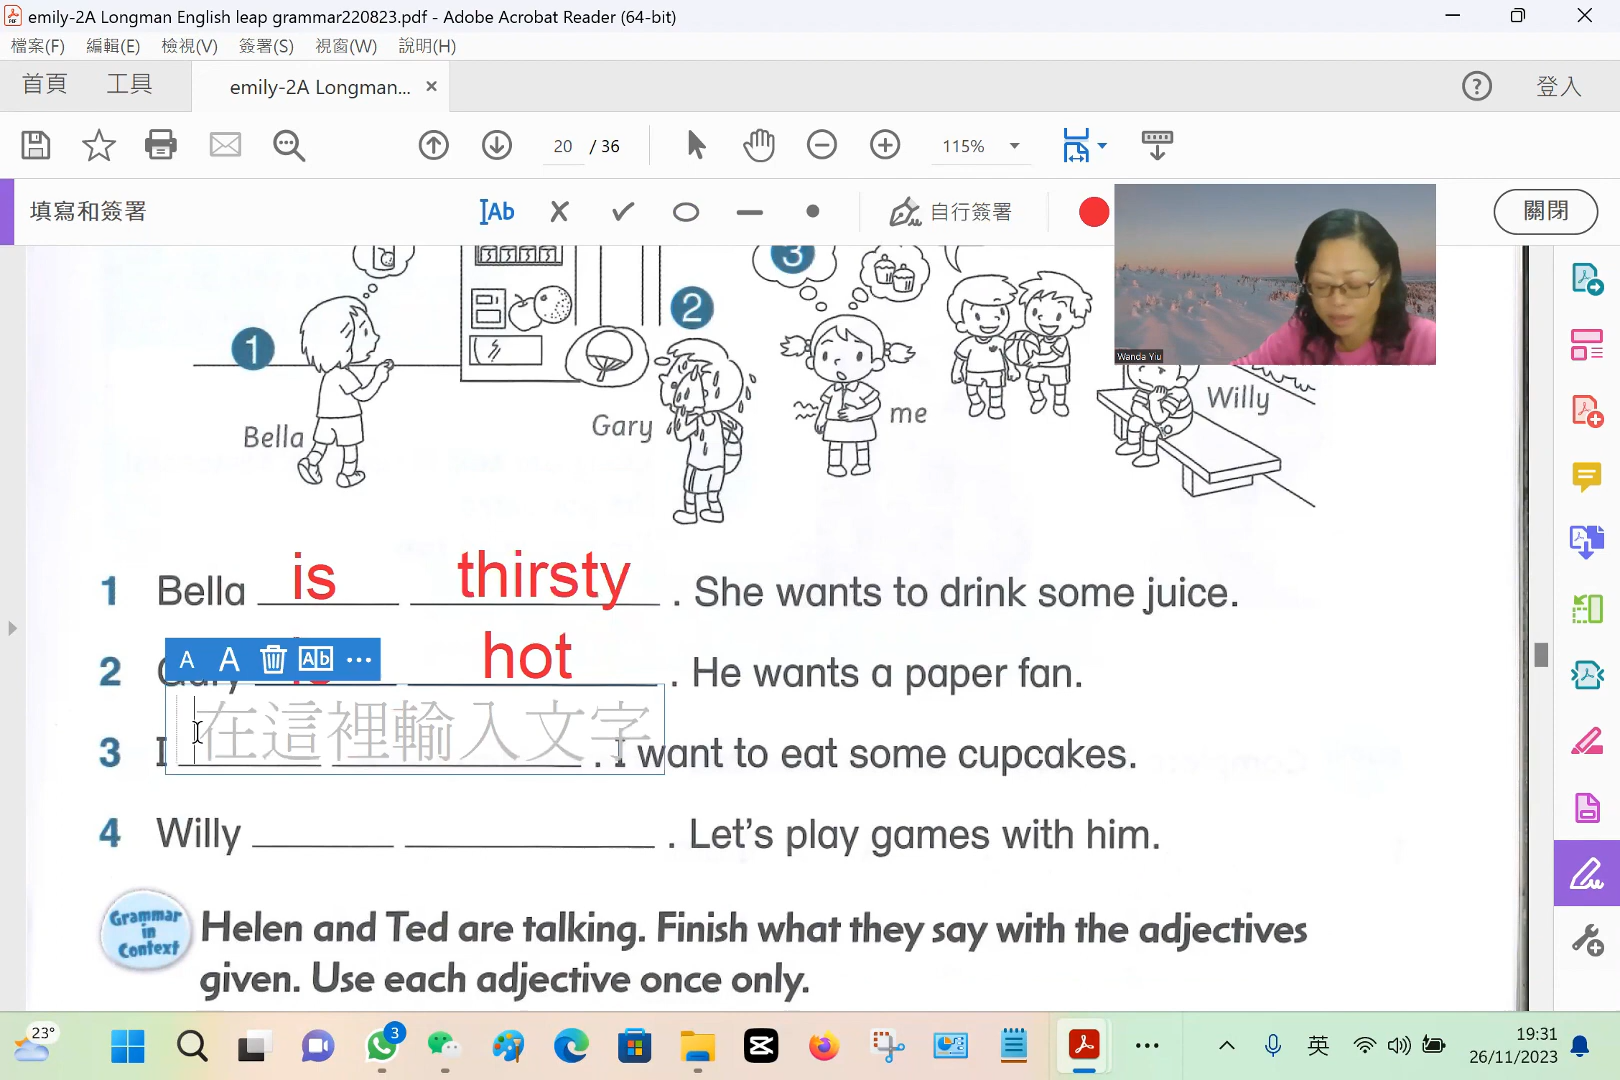 emily-2A Longman English leap grammar220823.pdf - Adobe Acrobat Reader (64-bit)
檔案(F) 編輯(E) 檢視(V) 簽署(S) 視窗(W) 說明(H)
首頁 工具 emily-2A Longman... 登入
20 / 36 115%
填寫和簽署 Ab 自行簽署 關閉
Wanda Yiu
1 2 3
Bella Gary me Willy
1 Bella is thirsty . She wants to drink some juice.
A A Ab
2 Gary is hot . He wants a paper fan.
在這裡輸入文字
3 I . I want to eat some cupcakes.
4 Willy . Let's play games with him.
Grammar in Context
Helen and Ted are talking. Finish what they say with the adjectives
given. Use each adjective once only.
23° 3 英 19:31
26/11/2023